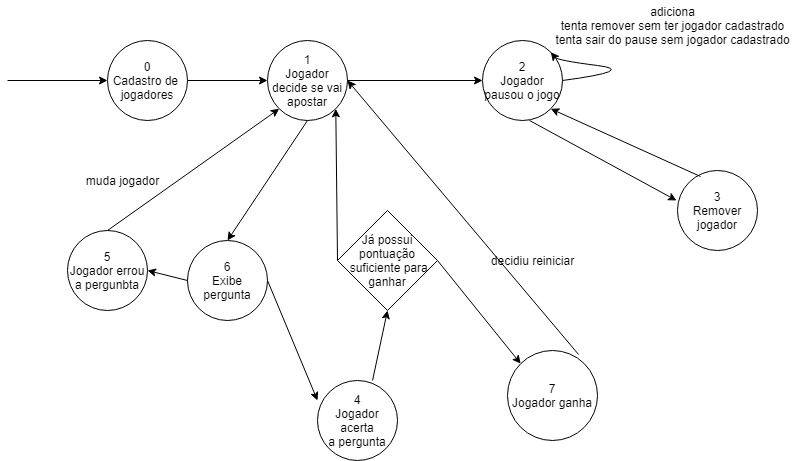 adiciona
tenta remover sem ter jogador cadastrado
tenta sair do pause sem jogador cadastrado
0
Cadastro de
jogadores
1
Jogador
decide se vai
apostar
2
Jogador
pausou o jogo
muda jogador
3
Remover
jogador
5
Jogador errou
a pergunbta
6
Exibe
pergunta
Já possui
pontuação
suficiente para
ganhar
decidiu reiniciar
4
Jogador
acerta
a pergunta
7
Jogador ganha